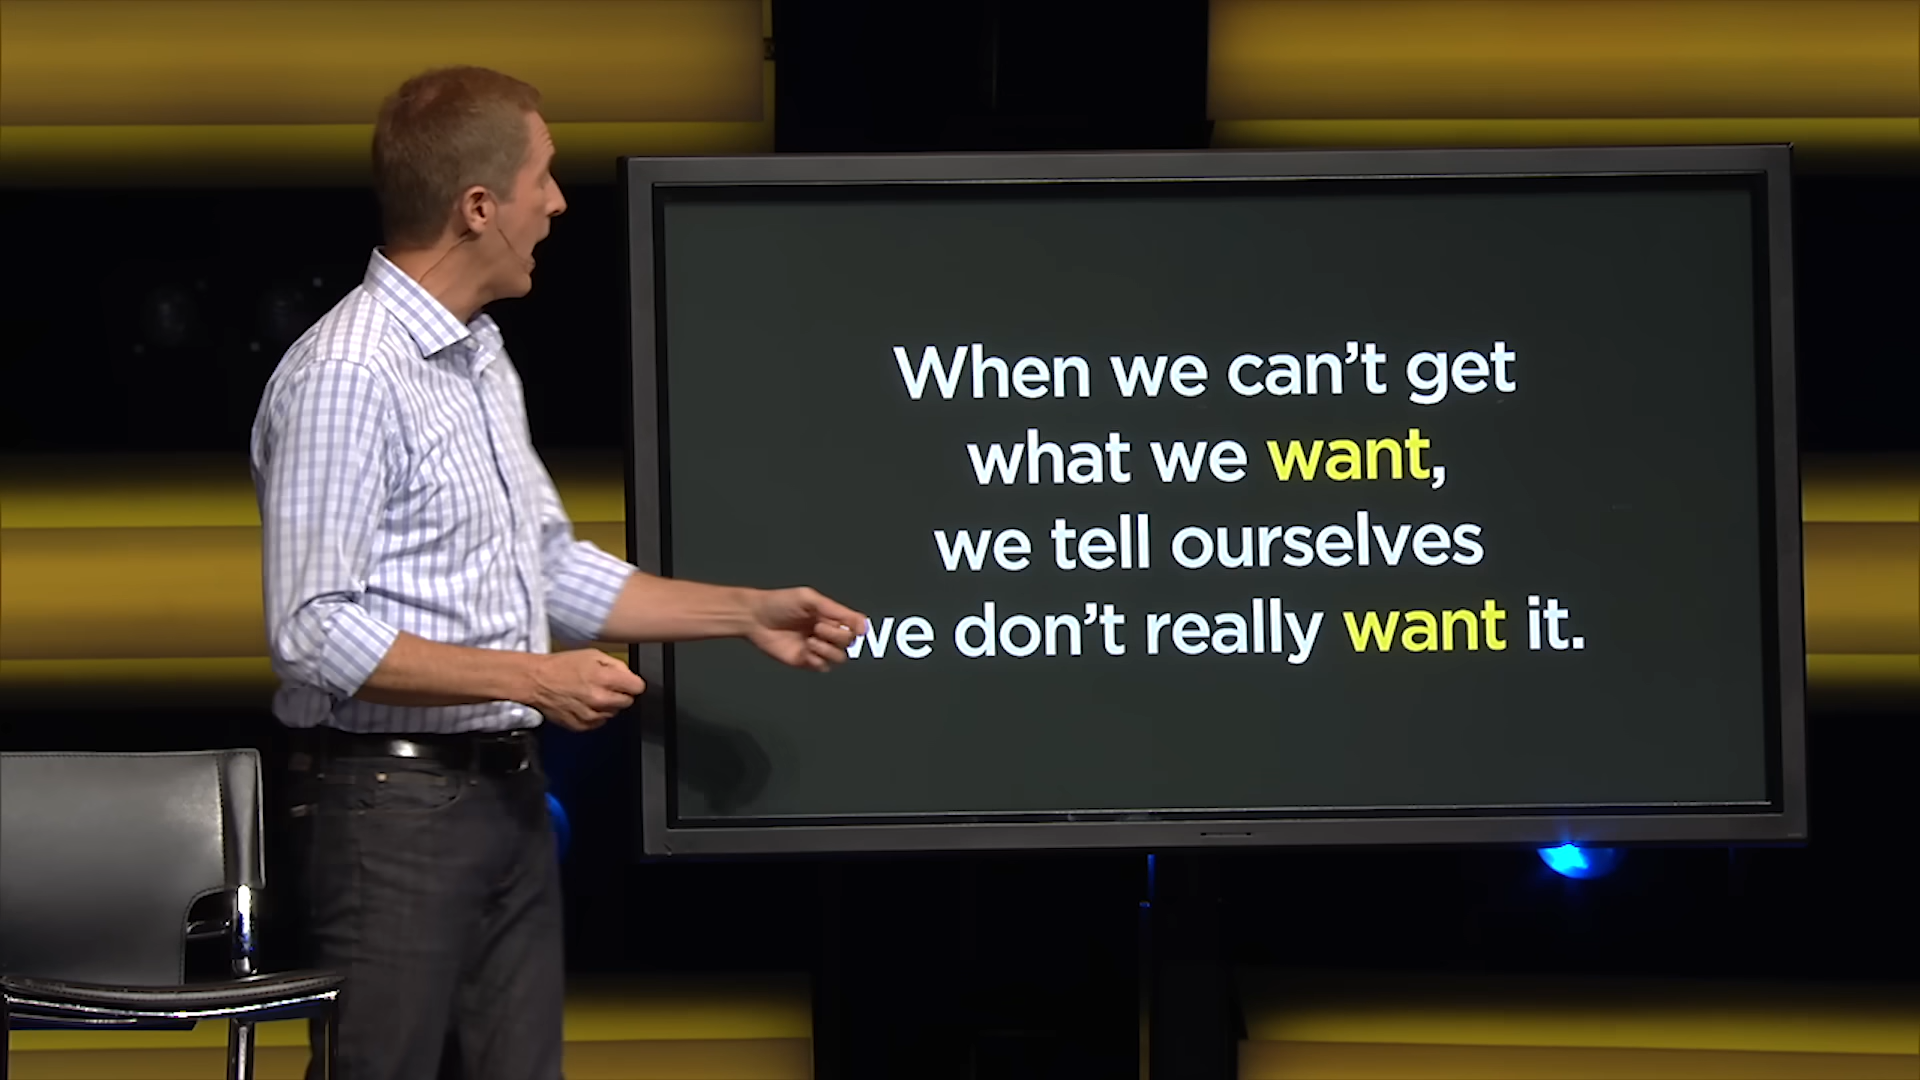 When we can’t get
what we want,
we tell ourselves
we don’t really want it.